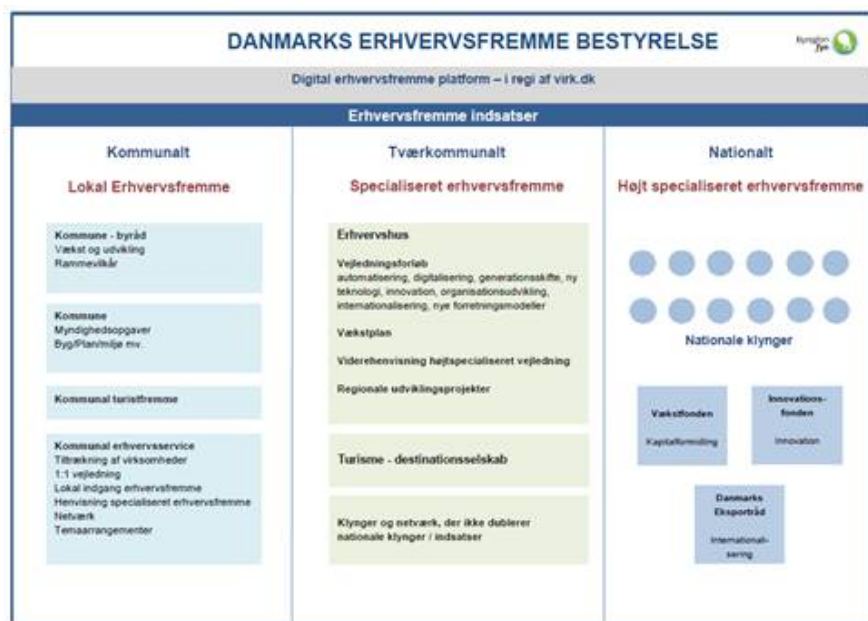 DANMARKS ERHVERVSFREMME BESTYRELSE
Byregion
fyn
Digital erhvervsfremme platform – i regi af virk.dk
Erhvervsfremme indsatser
Kommunalt
Lokal Erhvervsfremme
Kommune - byråd
Vækst og udvikling
Rammevilkår
Kommune
Myndighedsopgaver
Byg/Plan/miljø mv.
Kommunal turistfremme
Kommunal erhvervsservice
Tiltrækning af virksomheder
1:1 vejledning
Lokal indgang erhvervsfremme
Henvisning specialiseret erhvervsfremme
Netværk
Temaarrangementer
Tværkommunalt
Specialiseret erhvervsfremme
Erhvervshus
Vejledningsforløb
automatisering, digitalisering, generationsskifte, ny
teknologi, innovation, organisationsudvikling,
internationalisering, nye forretningsmodeller
Vækstplan
Viderehenvisning højtspecialiseret vejledning
Regionale udviklingsprojekter
Turisme - destinationsselskab
Klynger og netværk, der ikke dublerer
nationale klynger / indsatser
Nationalt
Højt specialiseret erhvervsfremme
Nationale klynger
Vækstfonden
Kapitalformidling
Innovations-
fonden
Innovation
Danmarks
Eksportråd
International-
sering